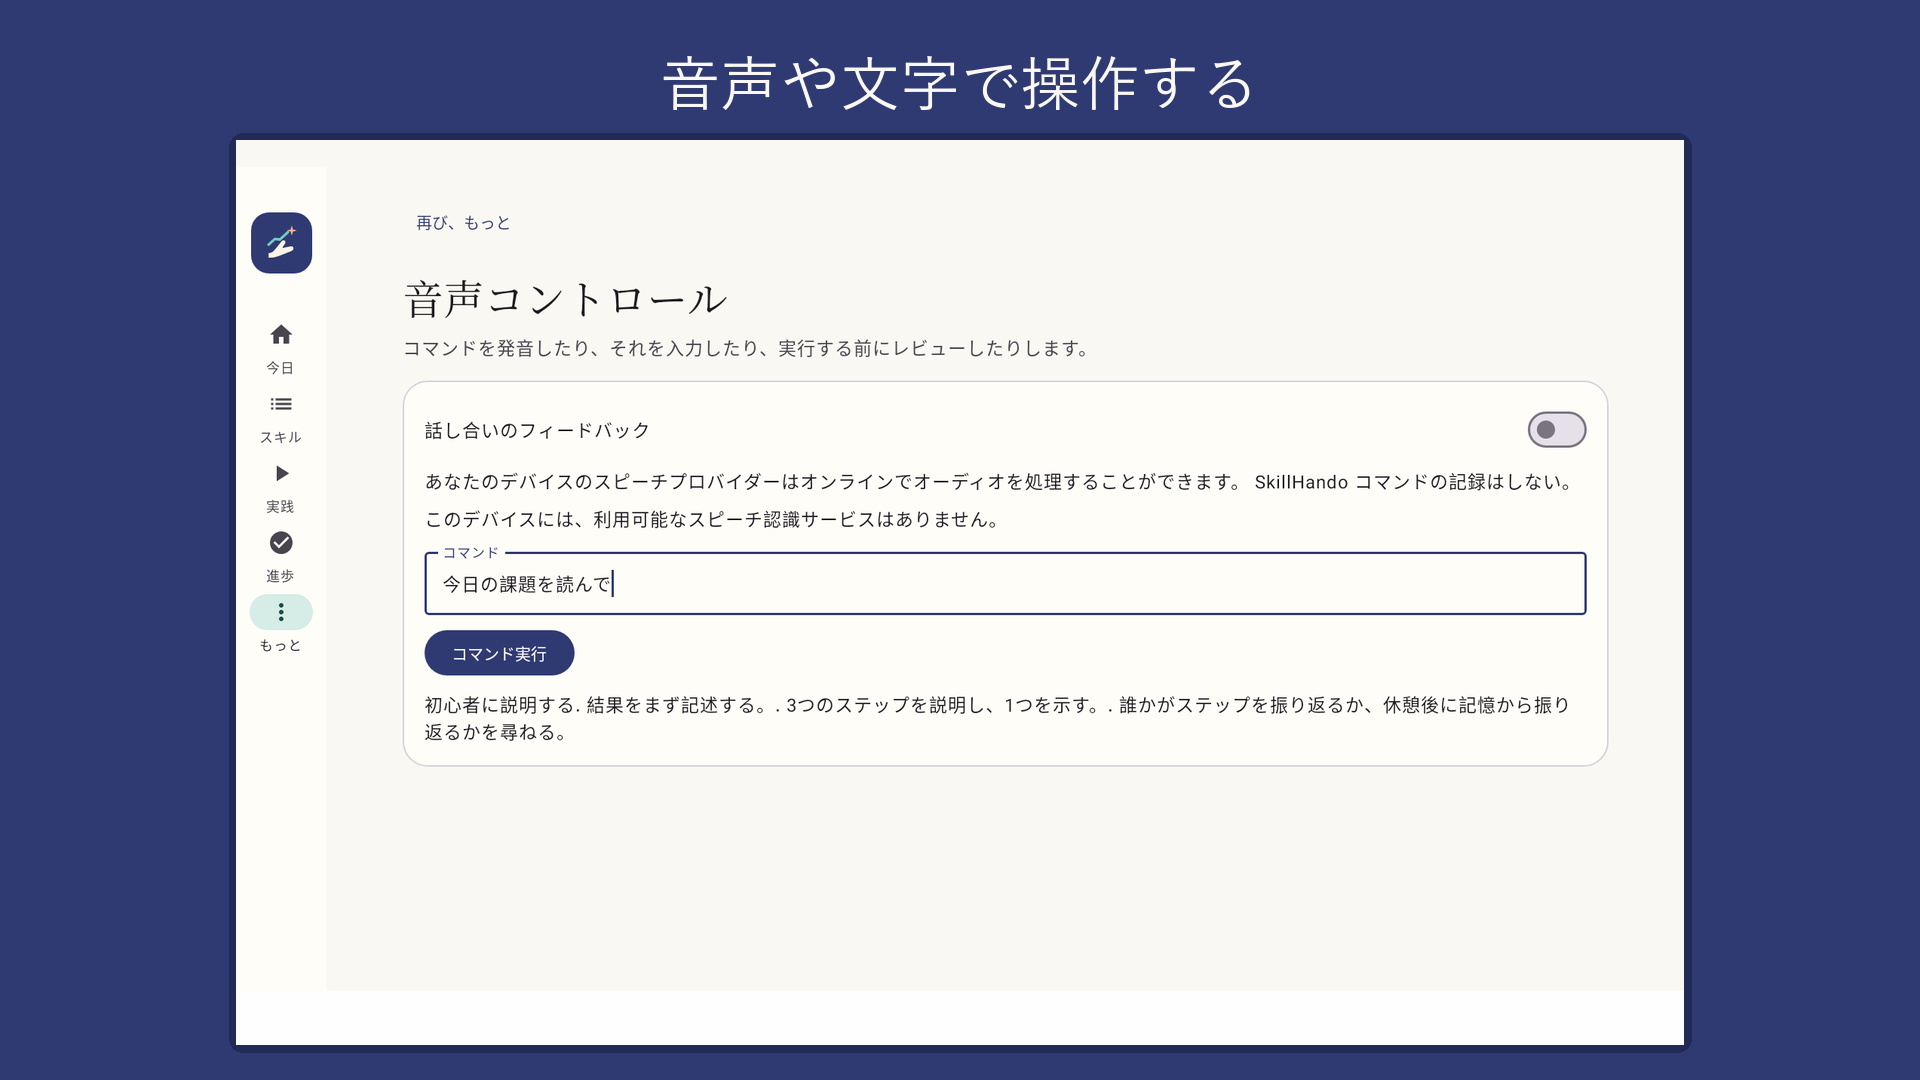 音声や文字で操作する
再び、もっと
音声コントロール
コマンドを発音したり、それを入力したり、実行する前にレビューしたりします。
今日
スキル
実践
進歩
もっと
話し合いのフィードバック
あなたのデバイスのスピーチプロバイダーはオンラインでオーディオを処理することができます。 SkillHando コマンドの記録はしない。
このデバイスには、利用可能なスピーチ認識サービスはありません。
コマンド
今日の課題を読んで
コマンド実行
初心者に説明する. 結果をまず記述する。. 3つのステップを説明し、1つを示す。. 誰かがステップを振り返るか、休憩後に記憶から振り
返るかを尋ねる。